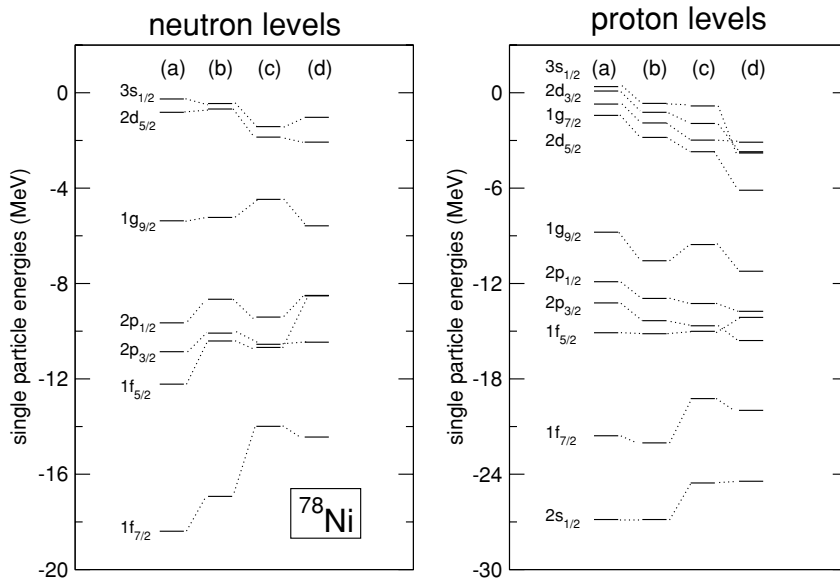 neutron levels
single particle energies (MeV)
0
-4
-8
-12
-16
-20
(a) (b) (c) (d)
3s1/2
2d5/2
1g9/2
2p1/2
2p3/2
1f5/2
1f7/2
78Ni
proton levels
single particle energies (MeV)
0
-6
-12
-18
-24
-30
(a) (b) (c) (d)
3s1/2
2d3/2
1g7/2
2d5/2
1g9/2
2p1/2
2p3/2
1f5/2
1f7/2
2s1/2